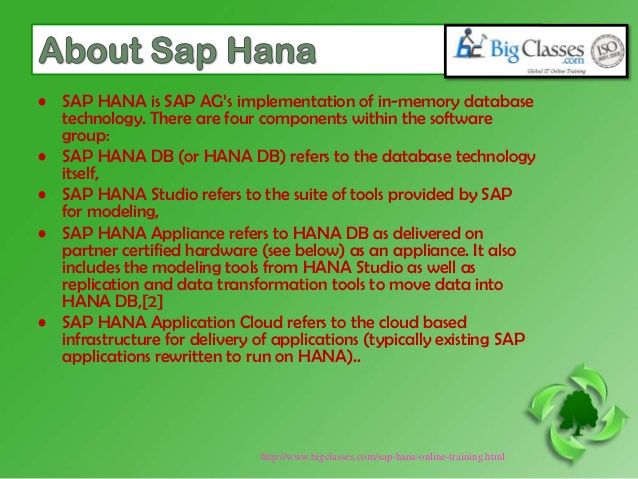 About Sap Hana
BigClasses
.com
Global IT Online Training
ISO
• SAP HANA is SAP AG's implementation of in-memory database
technology. There are four components within the software
group:
• SAP HANA DB (or HANA DB) refers to the database technology
itself,
• SAP HANA Studio refers to the suite of tools provided by SAP
for modeling,
• SAP HANA Appliance refers to HANA DB as delivered on
partner certified hardware (see below) as an appliance. It also
includes the modeling tools from HANA Studio as well as
replication and data transformation tools to move data into
HANA DB,[2]
• SAP HANA Application Cloud refers to the cloud based
infrastructure for delivery of applications (typically existing SAP
applications rewritten to run on HANA)..
http://www.bigclasses.com/sap-hana-online-training.html